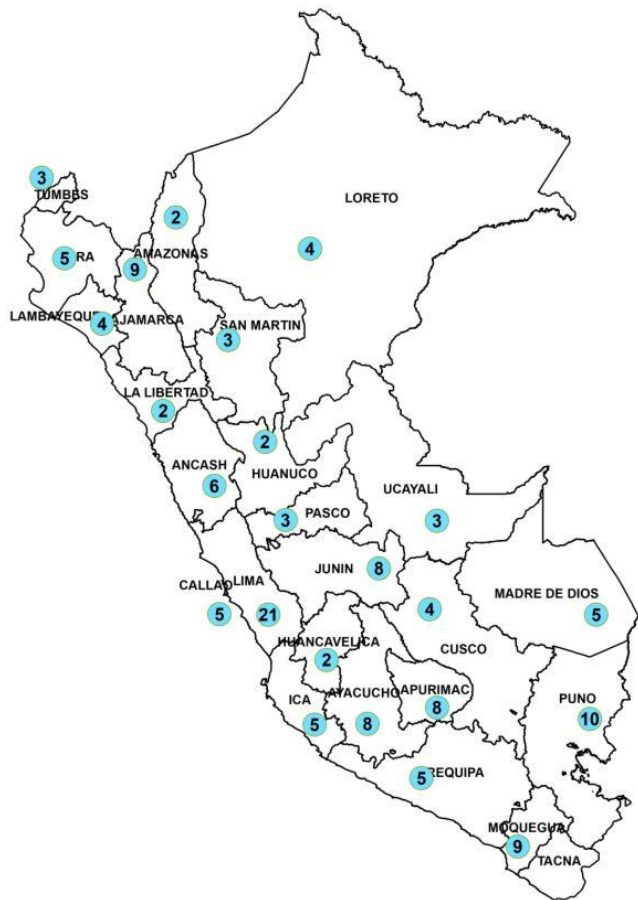 3
TUMBES
LORETO
2
AMAZONAS
4
5
RA
9
LAMBAYEQUE
4
AJAMARCA
SAN MARTIN
3
LA LIBERTAD
2
2
ANCASH
HUANUCO
6
UCAYALI
PASCO
3
3
JUNIN
8
CALLAO
LIMA
MADRE DE DIOS
5
21
4
5
HUANCAVELICA
CUSCO
2
ICA
AYACUCHO
APURIMAC
PUNO
5
8
8
10
5
REQUIPA
MOQUEGUA
9
TACNA